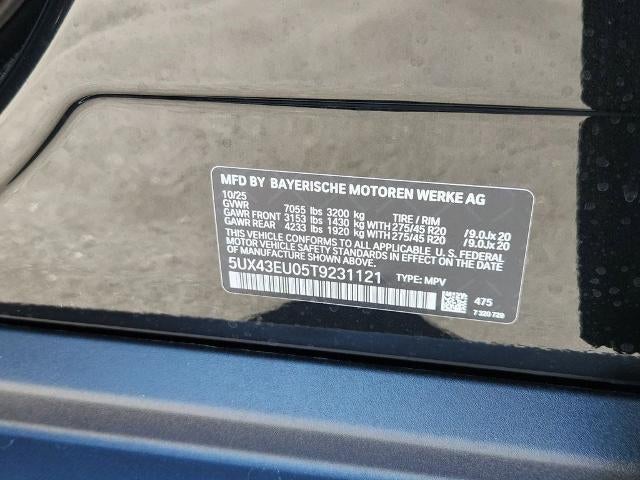 MFD BY BAYERISCHE MOTOREN WERKE AG
10/25
GVWR 7055 lbs 3200 kg TIRE / RIM
GAWR FRONT 3153 lbs 1430 kg WITH 275/45 R20 /9.0Jx 20
GAWR REAR 4233 lbs 1920 kg WITH 275/45 R20 /9.0Jx 20
THIS VEHICLE CONFORMS TO ALL APPLICABLE U.S. FEDERAL
MOTOR VEHICLE SAFETY STANDARDS IN EFFECT ON THE DATE
OF MANUFACTURE SHOWN ABOVE.
5UX43EU05T9231121 TYPE: MPV
475
7 320 729